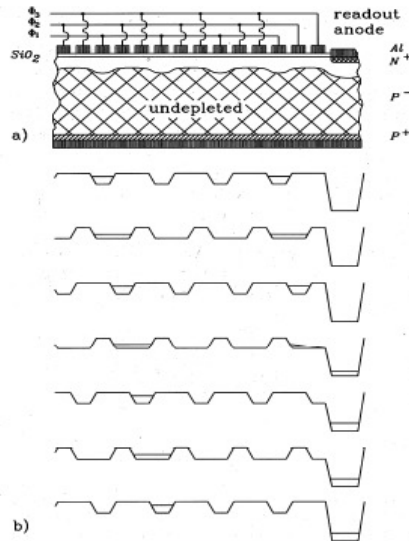 Φ3
Φ2
Φ1
readout
anode
SiO2
Al
N+
undepleted
P-
a)
P+
b)